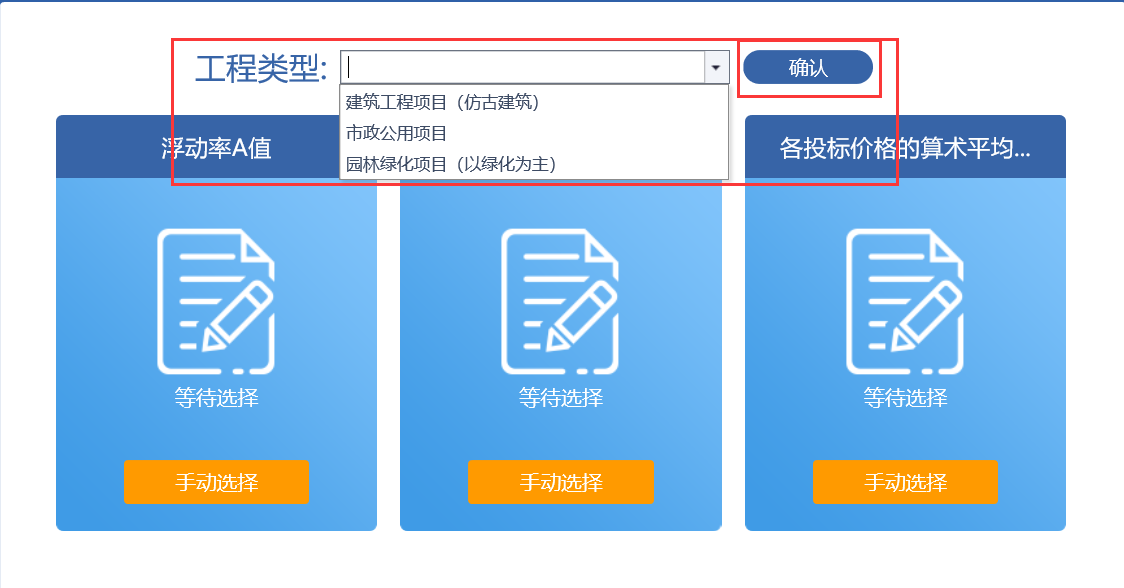 工程类型:
确认
建筑工程项目（仿古建筑）
市政公用项目
园林绿化项目（以绿化为主）
浮动率A值
各投标价格的算术平均...
等待选择
等待选择
等待选择
手动选择
手动选择
手动选择